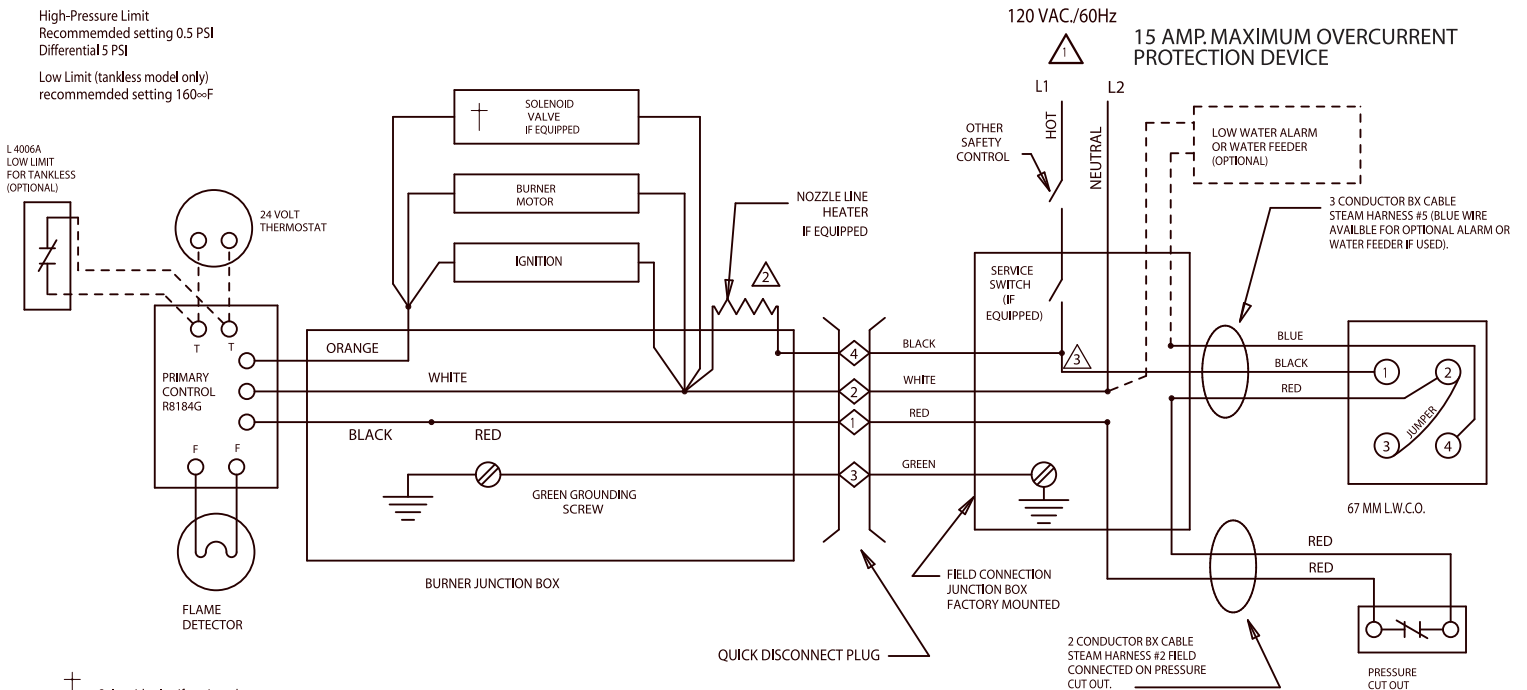 High-Pressure Limit
Recommemded setting 0.5 PSI
Differential 5 PSI
Low Limit (tankless model only)
recommemded setting 160∞F
120 VAC./60Hz
1
15 AMP. MAXIMUM OVERCURRENT
PROTECTION DEVICE
L1
L2
HOT
NEUTRAL
OTHER
SAFETY
CONTROL
LOW WATER ALARM
OR WATER FEEDER
(OPTIONAL)
3 CONDUCTOR BX CABLE
STEAM HARNESS #5 (BLUE WIRE
AVAILBLE FOR OPTIONAL ALARM OR
WATER FEEDER IF USED).
L 4006A
LOW LIMIT
FOR TANKLESS
(OPTIONAL)
24 VOLT
THERMOSTAT
SOLENOID
VALVE
IF EQUIPPED
BURNER
MOTOR
IGNITION
NOZZLE LINE
HEATER
IF EQUIPPED
2
SERVICE
SWITCH
(IF
EQUIPPED)
3
T
T
PRIMARY
CONTROL
R8184G
F
F
ORANGE
WHITE
BLACK
RED
GREEN GROUNDING
SCREW
4
BLACK
2
WHITE
1
RED
3
GREEN
BLUE
BLACK
RED
1
2
3
4
JUMPER
67 MM L.W.C.O.
RED
RED
FLAME
DETECTOR
BURNER JUNCTION BOX
FIELD CONNECTION
JUNCTION BOX
FACTORY MOUNTED
QUICK DISCONNECT PLUG
2 CONDUCTOR BX CABLE
STEAM HARNESS #2 FIELD
CONNECTED ON PRESSURE
CUT OUT.
PRESSURE
CUT OUT